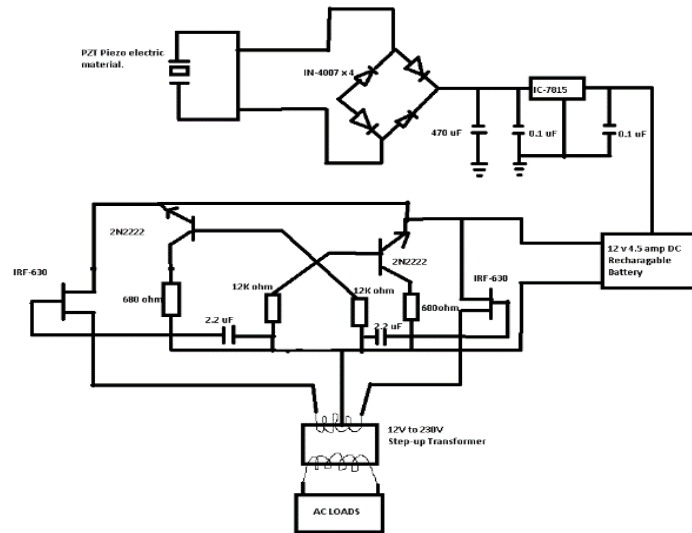 PZT Piezo electric
material.
IN-4007 x 4
IC-7815
470 uF
0.1 uF
0.1 uF
2N2222
2N2222
12 v 4.5 amp DC
Recharagable
Battery
IRF-630
IRF-630
680 ohm
12K ohm
12K ohm
680ohm
2.2 uF
2.2 uF
12V to 230V
Step-up Transformer
AC LOADS